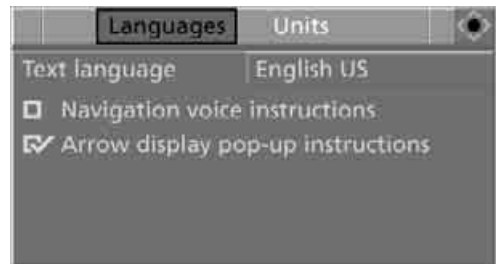 Languages Units
Text language English US
Navigation voice instructions
Arrow display pop-up instructions